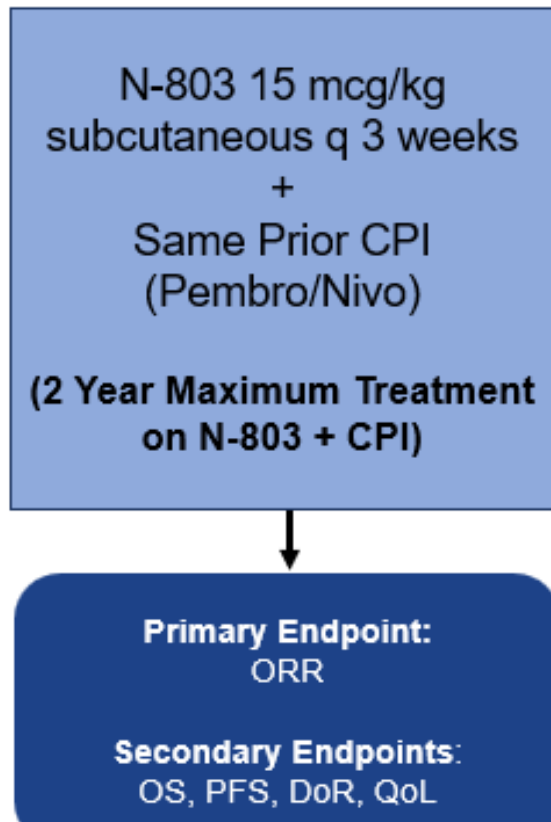 N-803 15 mcg/kg
subcutaneous q 3 weeks
+
Same Prior CPI
(Pembro/Nivo)
(2 Year Maximum Treatment
on N-803 + CPI)
Primary Endpoint:
ORR
Secondary Endpoints:
OS, PFS, DoR, QoL